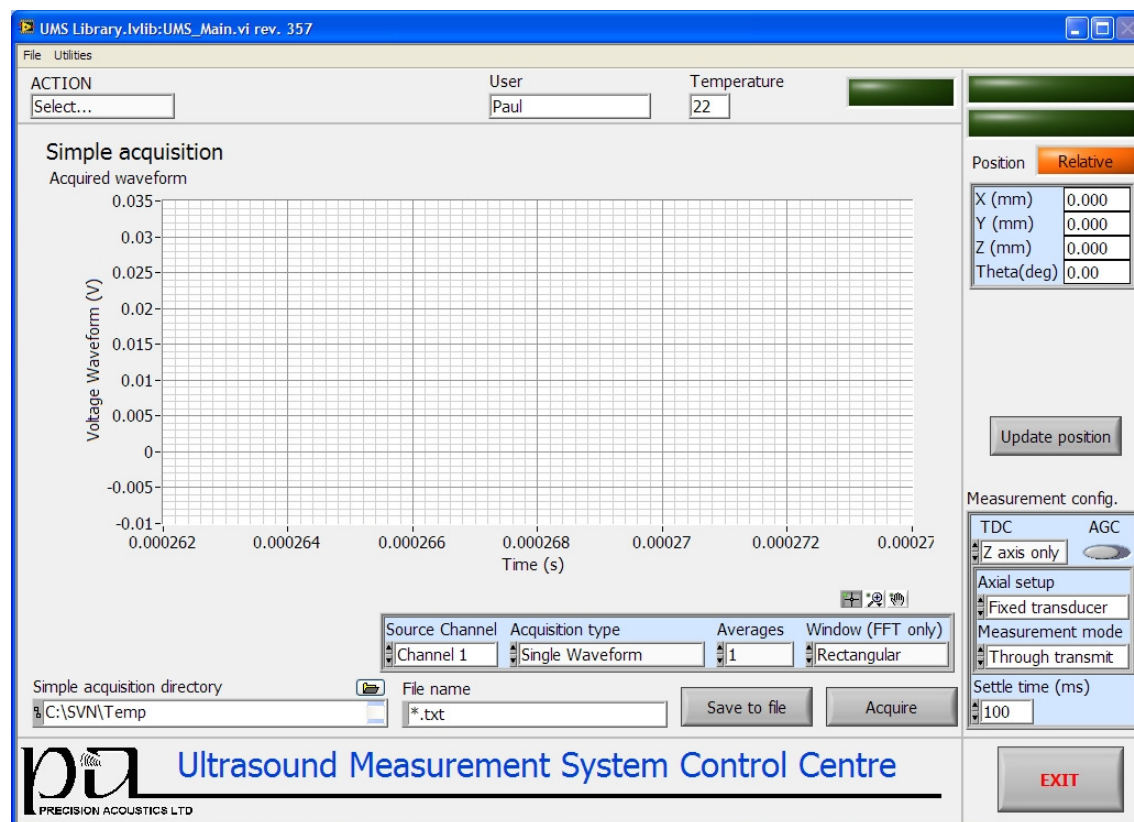 UMS Library.lvlib:UMS_Main.vi rev. 357
File Utilities
ACTION
Select...
User
Paul
Temperature
22
Simple acquisition
Acquired waveform
Voltage Waveform (V)
0.035
0.03
0.025
0.02
0.015
0.01
0.005
0
-0.005
-0.01
0.000262 0.000264 0.000266 0.000268 0.00027 0.000272 0.00027
Time (s)
Source Channel Acquisition type Averages Window (FFT only)
Channel 1 Single Waveform 1 Rectangular
Simple acquisition directory
C:\SVN\Temp
File name
*.txt
Save to file
Acquire
Position Relative
X (mm) 0.000
Y (mm) 0.000
Z (mm) 0.000
Theta(deg) 0.00
Update position
Measurement config.
TDC AGC
Z axis only
Axial setup
Fixed transducer
Measurement mode
Through transmit
Settle time (ms)
100
pa
PRECISION ACOUSTICS LTD
Ultrasound Measurement System Control Centre
EXIT